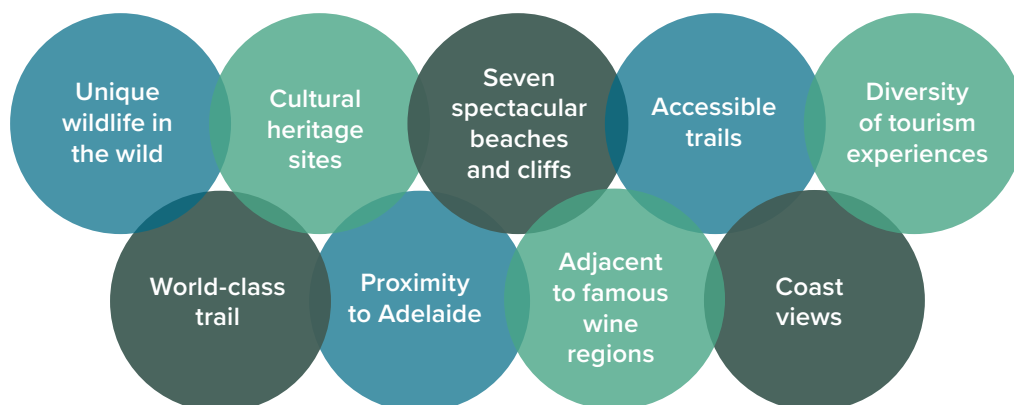 Unique
wildlife in
the wild
Cultural
heritage
sites
Seven
spectacular
beaches
and cliffs
Accessible
trails
Diversity
of tourism
experiences
World-class
trail
Proximity
to Adelaide
Adjacent
to famous
wine
regions
Coast
views